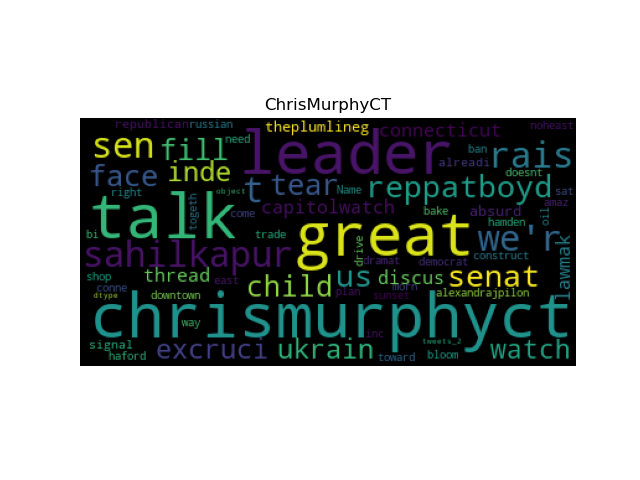 ChrisMurphyCT
republican russian theplumlineg connecticut noheast
sen fill need leader ban rais
face inde t tear reppatboyd alreadi doesnt
right object Name sat
talk togeth come capitolwatch bake absurd amaz
bi trade great drive hamden oil we'r
sahilkapur dramat democrat construct lawmak
shop thread child us discus senat
conne east plan morn
dtype downtown sunset alexandrajpilon
chrismurphyct
way inc tweets_2
signal excruci ukrain watch
haford toward bloom